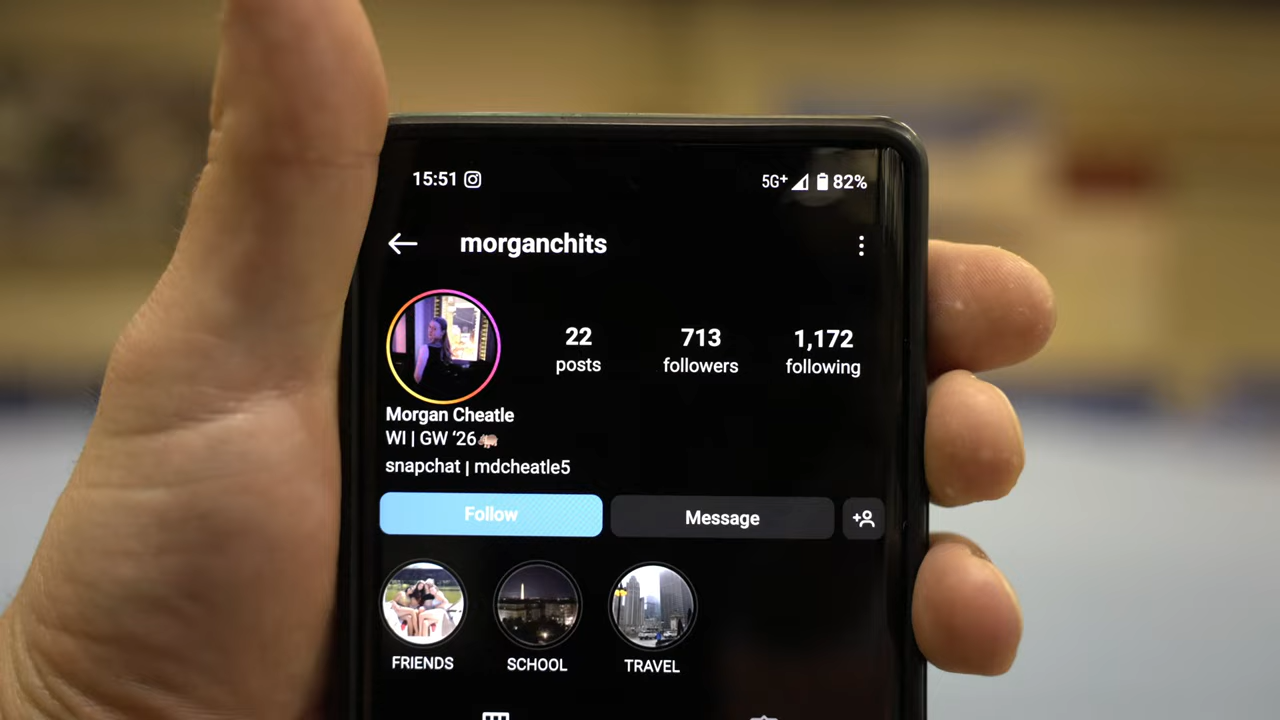 15:51 5G+ 82%
morganchits
22 713 1,172
posts followers following
Morgan Cheatle
WI | GW ‘26🦛
snapchat | mdcheatle5
Follow Message
FRIENDS SCHOOL TRAVEL